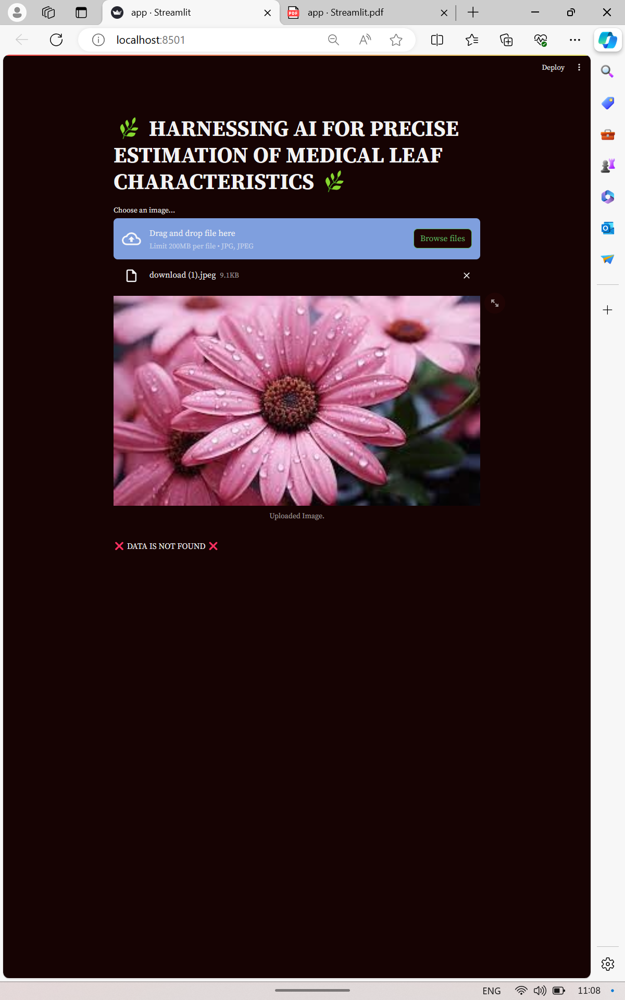 app · Streamlit
PDF
app · Streamlit.pdf
localhost:8501
Deploy
HARNESSING AI FOR PRECISE
ESTIMATION OF MEDICAL LEAF
CHARACTERISTICS
Choose an image...
Drag and drop file here
Limit 200MB per file • JPG, JPEG
Browse files
download (1).jpeg 9.1KB
Uploaded Image.
❌ DATA IS NOT FOUND ❌
ENG
11:08